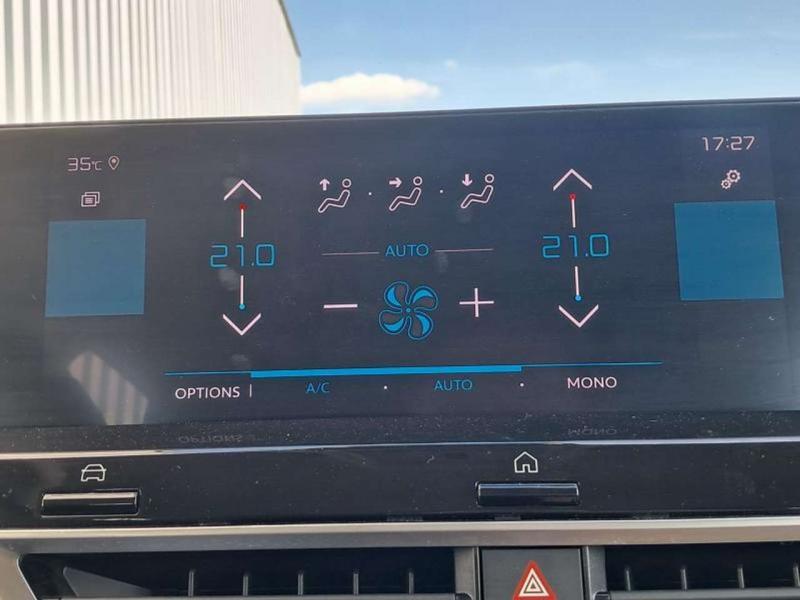 35°C
17:27
21.0
21.0
AUTO
OPTIONS
A/C
AUTO
MONO